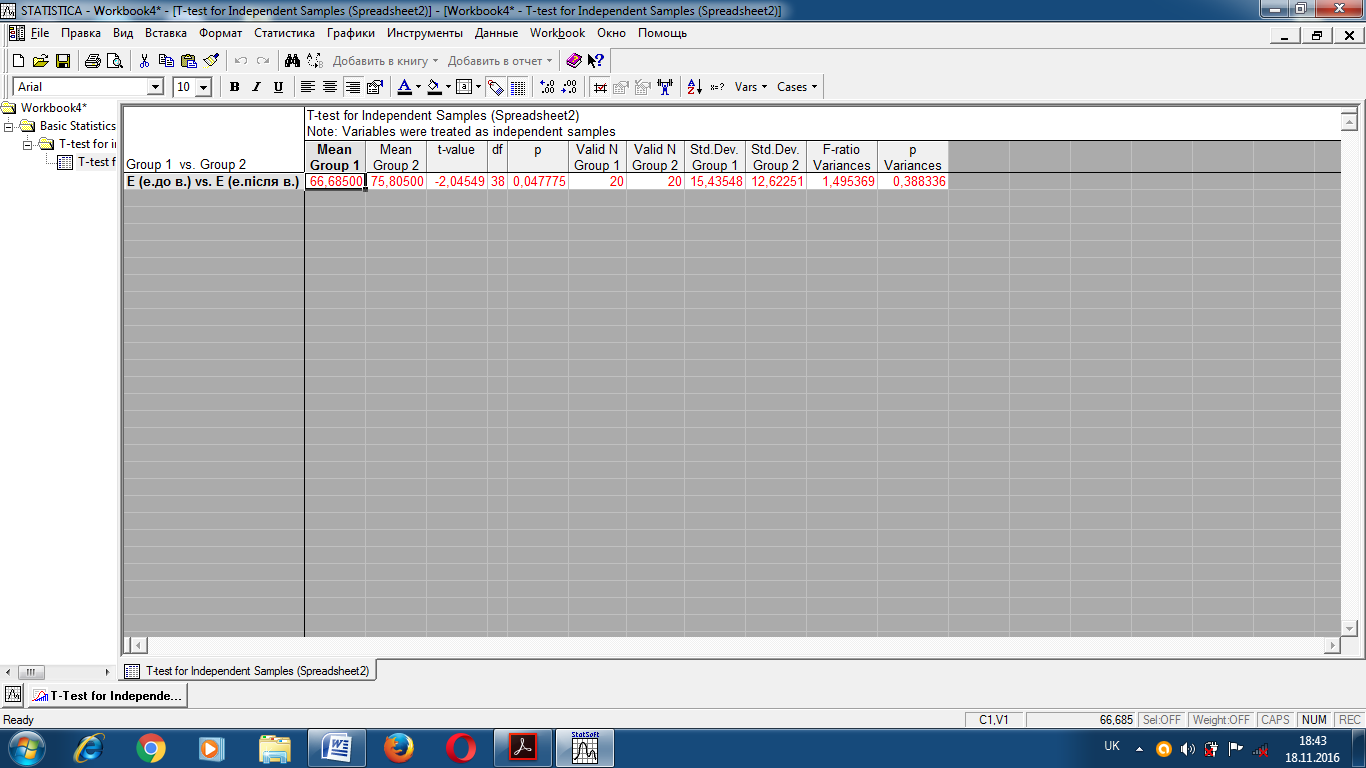 STATISTICA - Workbook4* - [T-test for Independent Samples (Spreadsheet2)] - [Workbook4* - T-test for Independent Samples (Spreadsheet2)]
File Правка Вид Вставка Формат Статистика Графики Инструменты Данные Workbook Окно Помощь
Добавить в книгу Добавить в отчет
Arial 10 B I U A Vars Cases
Workbook4*
Basic Statistics
T-test for i
T-test f
T-test for Independent Samples (Spreadsheet2)
Note: Variables were treated as independent samples
Group 1 vs. Group 2
Mean Group 1 Mean Group 2 t-value df p Valid N Group 1 Valid N Group 2 Std.Dev. Group 1 Std.Dev. Group 2 F-ratio Variances p Variances
E (е.до в.) vs. E (е.після в.) 66,68500 75,80500 -2,04549 38 0,047775 20 20 15,43548 12,62251 1,495369 0,388336
T-test for Independent Samples (Spreadsheet2)
T-Test for Independe...
Ready C1,V1 66,685 Sel:OFF Weight:OFF CAPS NUM REC
StatSoft
UK 18:43
18.11.2016